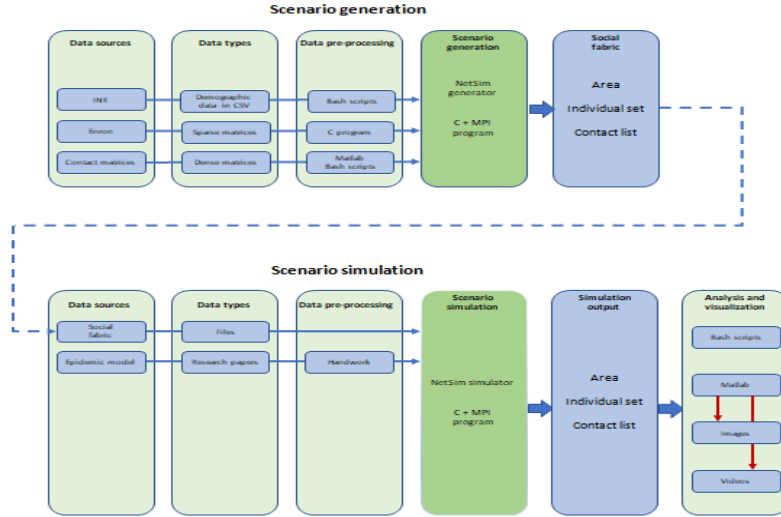 Scenario generation
Data sources
Data types
Data pre-processing
Scenario
generation
Social
fabric
INE
Demographic
data in CSV
Bash scripts
NetSim
generator
Area
Enron
Sparse matrices
C program
C + MPI
program
Individual set
Contact matrices
Dense matrices
Matlab
Bash scripts
Contact list
Scenario simulation
Data sources
Data types
Data pre-processing
Scenario
simulation
Simulation
output
Analysis and
visualization
Social
fabric
Files
Bash scripts
Epidemic model
Research papers
Handwork
NetSim simulator
C + MPI
program
Area
Individual set
Contact list
Matlab
Images
Videos